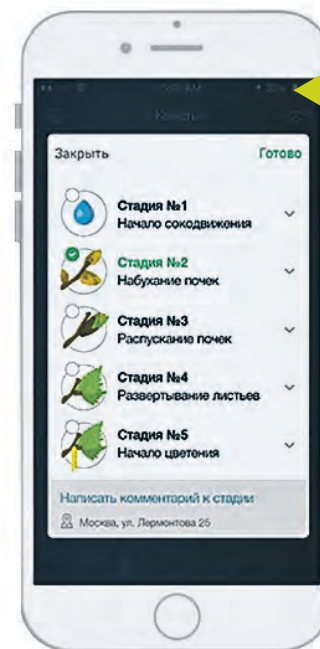 Закрыть
Готово
Стадия №1
Начало сокодвижения
Стадия №2
Набухание почек
Стадия №3
Распускание почек
Стадия №4
Развертывание листьев
Стадия №5
Начало цветения
Написать комментарий к стадии
Москва, ул. Лермонтова 25